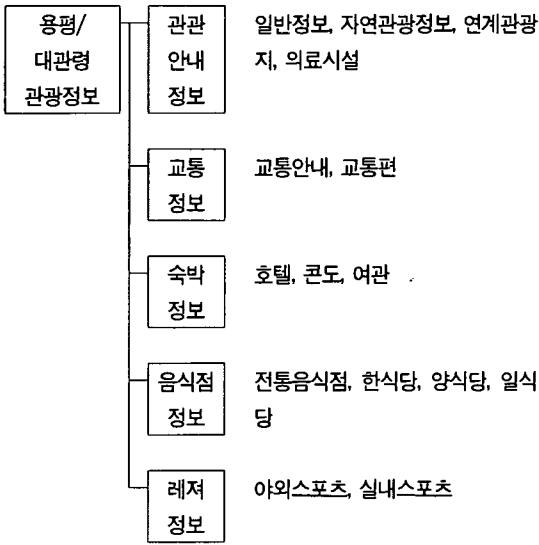 용평/
대관령
관광정보
관관
안내
정보
일반정보, 자연관광정보, 연계관광
지, 의료시설
교통
정보
교통안내, 교통편
숙박
정보
호텔, 콘도, 여관
음식점
정보
전통음식점, 한식당, 양식당, 일식
당
레져
정보
야외스포츠, 실내스포츠